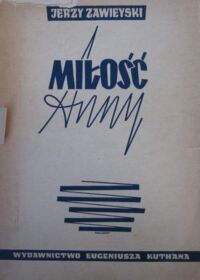 JERZY ZAWIEYSKI
MIŁOŚĆ
Anny
WYDAWNICTWO EUGENIUSZA KUTHANA